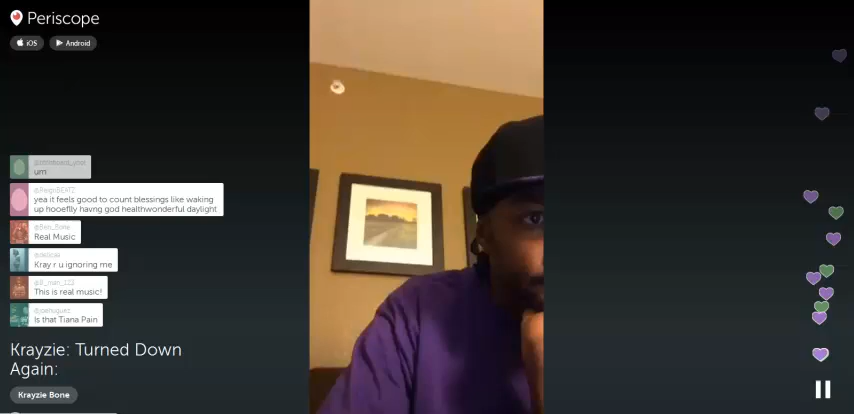 Periscope
iOS
Android
um
@ReignBEATZ
yea it feels good to count blessings like waking
up hooeflly havng god healthwonderful daylight
@Ben_Bone
Real Music
Kray r u ignoring me
This is real music!
Is that Tiana Pain
Krayzie: Turned Down
Again:
Krayzie Bone